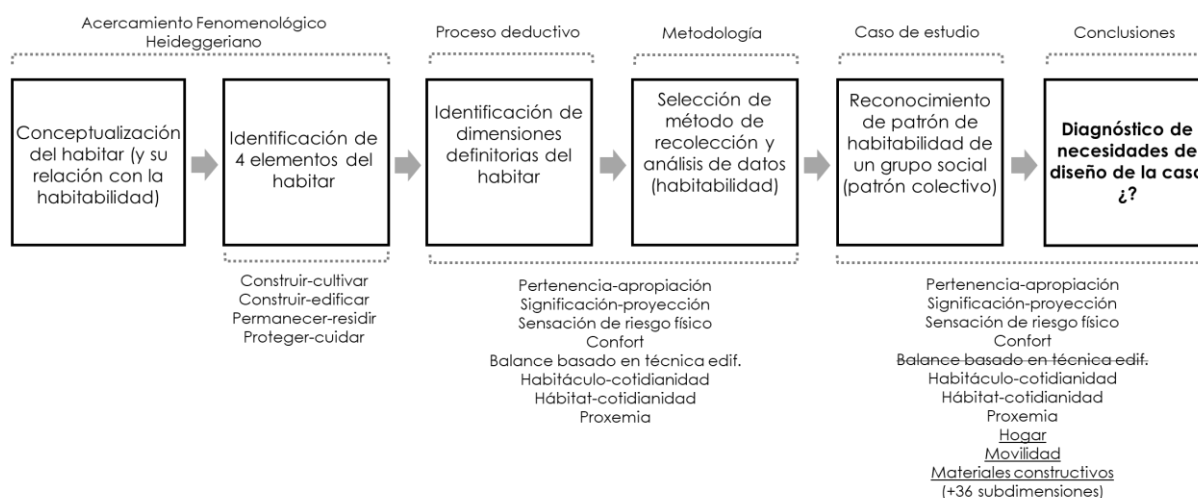 Acercamiento Fenomenológico
Heideggeriano
Proceso deductivo
Metodología
Caso de estudio
Conclusiones
Conceptualización
del habitar (y su
relación con la
habitabilidad)
Identificación de
4 elementos del
habitar
Identificación de
dimensiones
definitorias del
habitar
Selección de
método de
recolección y
análisis de datos
(habitabilidad)
Reconocimiento
de patrón de
habitabilidad de
un grupo social
(patrón colectivo)
Diagnóstico de
necesidades de
diseño de la casa
¿?
Construir-cultivar
Construir-edificar
Permanecer-residir
Proteger-cuidar
Pertenencia-apropiación
Significación-proyección
Sensación de riesgo físico
Confort
Balance basado en técnica edif.
Habitáculo-cotidianidad
Hábitat-cotidianidad
Proxemia
Pertenencia-apropiación
Significación-proyección
Sensación de riesgo físico
Confort
Balance basado en técnica edif.
Habitáculo-cotidianidad
Hábitat-cotidianidad
Proxemia
Hogar
Movilidad
Materiales constructivos
(+36 subdimensiones)